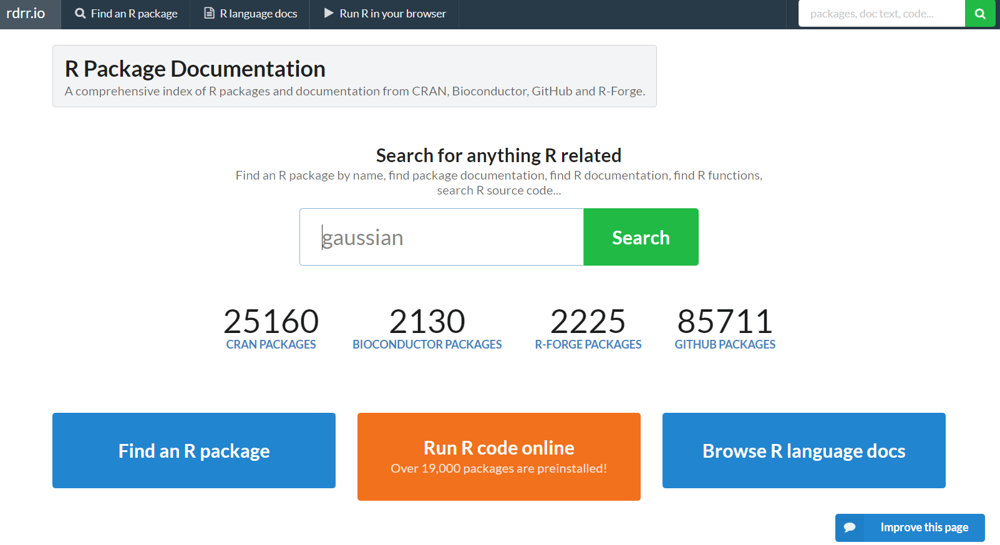 rdrr.io
Find an R package
R language docs
Run R in your browser
packages, doc text, code...
R Package Documentation
A comprehensive index of R packages and documentation from CRAN, Bioconductor, GitHub and R-Forge.
Search for anything R related
Find an R package by name, find package documentation, find R documentation, find R functions,
search R source code...
gaussian
Search
25160
CRAN PACKAGES
2130
BIOCONDUCTOR PACKAGES
2225
R-FORGE PACKAGES
85711
GITHUB PACKAGES
Find an R package
Run R code online
Over 19,000 packages are preinstalled!
Browse R language docs
Improve this page